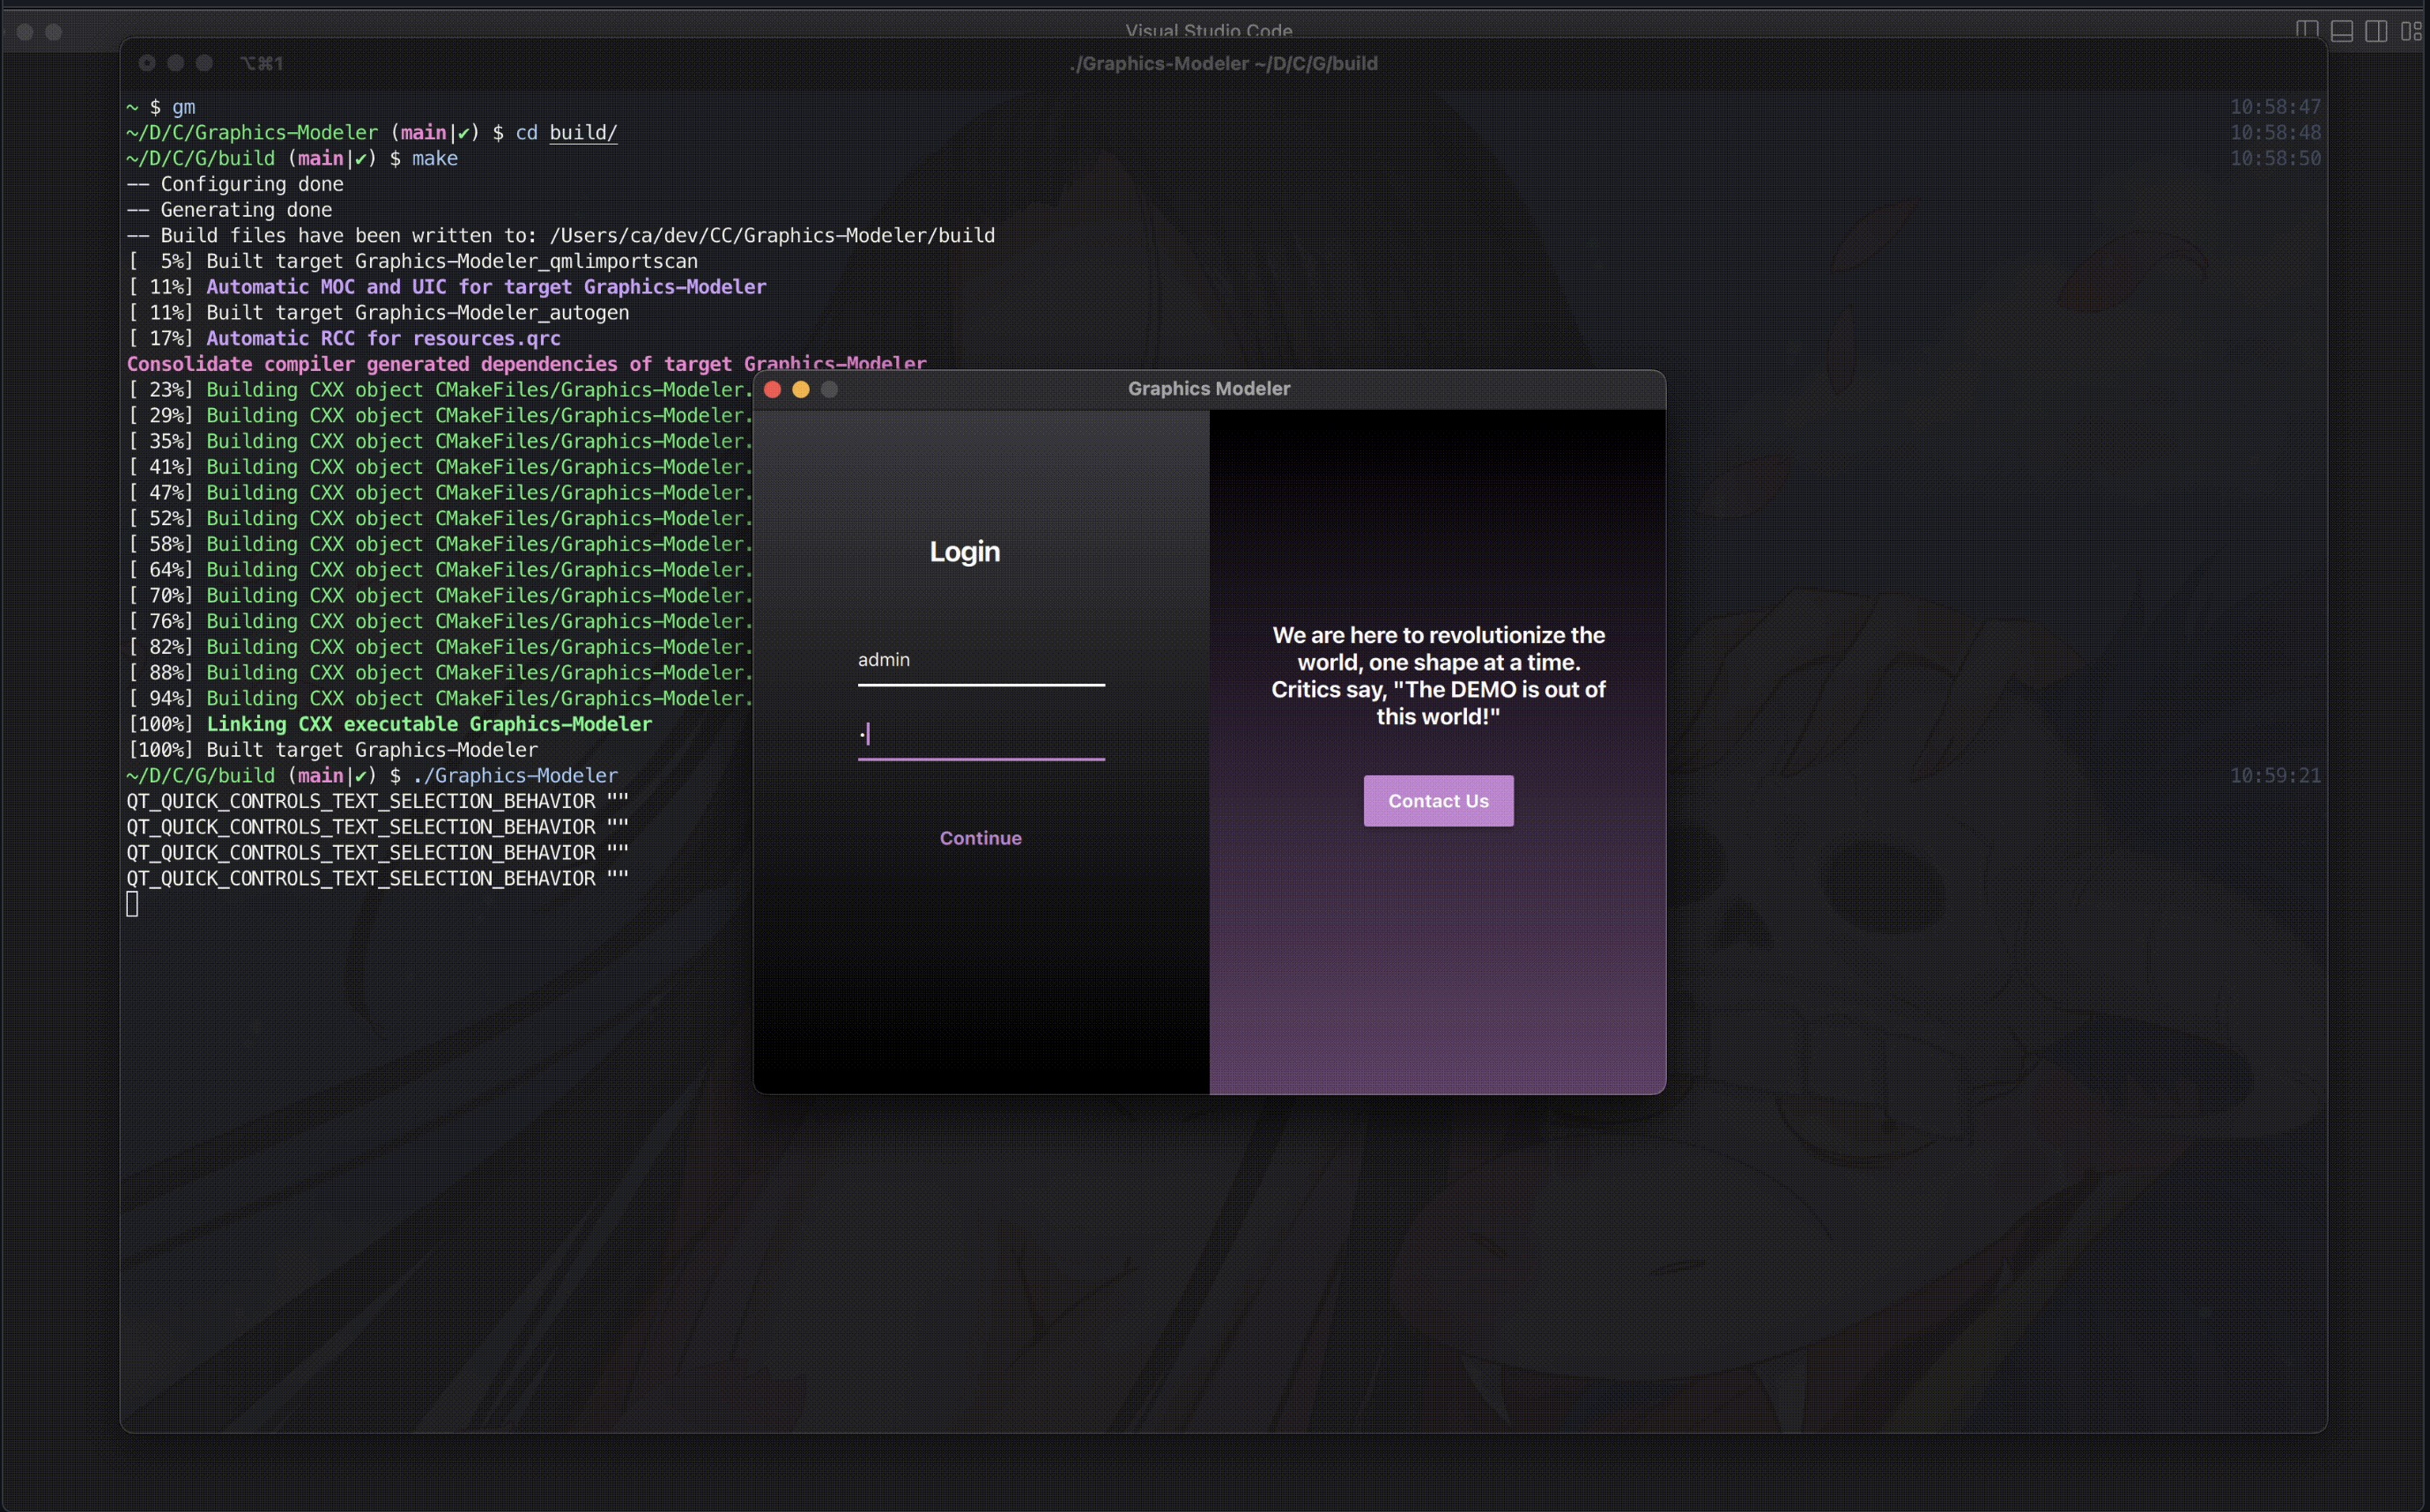 Visual Studio Code
⌥⌘1
./Graphics-Modeler ~/D/C/G/build
~ $ gm 10:58:47
~/D/C/Graphics-Modeler (main|✔) $ cd build/ 10:58:48
~/D/C/G/build (main|✔) $ make 10:58:50
-- Configuring done
-- Generating done
-- Build files have been written to: /Users/ca/dev/CC/Graphics-Modeler/build
[  5%] Built target Graphics-Modeler_qmlimportscan
[ 11%] Automatic MOC and UIC for target Graphics-Modeler
[ 11%] Built target Graphics-Modeler_autogen
[ 17%] Automatic RCC for resources.qrc
Consolidate compiler generated dependencies of target Graphics-Modeler
[ 23%] Building CXX object CMakeFiles/Graphics-Modeler.
[ 29%] Building CXX object CMakeFiles/Graphics-Modeler.
[ 35%] Building CXX object CMakeFiles/Graphics-Modeler.
[ 41%] Building CXX object CMakeFiles/Graphics-Modeler.
[ 47%] Building CXX object CMakeFiles/Graphics-Modeler.
[ 52%] Building CXX object CMakeFiles/Graphics-Modeler.
[ 58%] Building CXX object CMakeFiles/Graphics-Modeler.
[ 64%] Building CXX object CMakeFiles/Graphics-Modeler.
[ 70%] Building CXX object CMakeFiles/Graphics-Modeler.
[ 76%] Building CXX object CMakeFiles/Graphics-Modeler.
[ 82%] Building CXX object CMakeFiles/Graphics-Modeler.
[ 88%] Building CXX object CMakeFiles/Graphics-Modeler.
[ 94%] Building CXX object CMakeFiles/Graphics-Modeler.
[100%] Linking CXX executable Graphics-Modeler
[100%] Built target Graphics-Modeler
~/D/C/G/build (main|✔) $ ./Graphics-Modeler 10:59:21
QT_QUICK_CONTROLS_TEXT_SELECTION_BEHAVIOR ""
QT_QUICK_CONTROLS_TEXT_SELECTION_BEHAVIOR ""
QT_QUICK_CONTROLS_TEXT_SELECTION_BEHAVIOR ""
QT_QUICK_CONTROLS_TEXT_SELECTION_BEHAVIOR ""
Graphics Modeler
Login
admin
Continue
We are here to revolutionize the
world, one shape at a time.
Critics say, "The DEMO is out of
this world!"
Contact Us